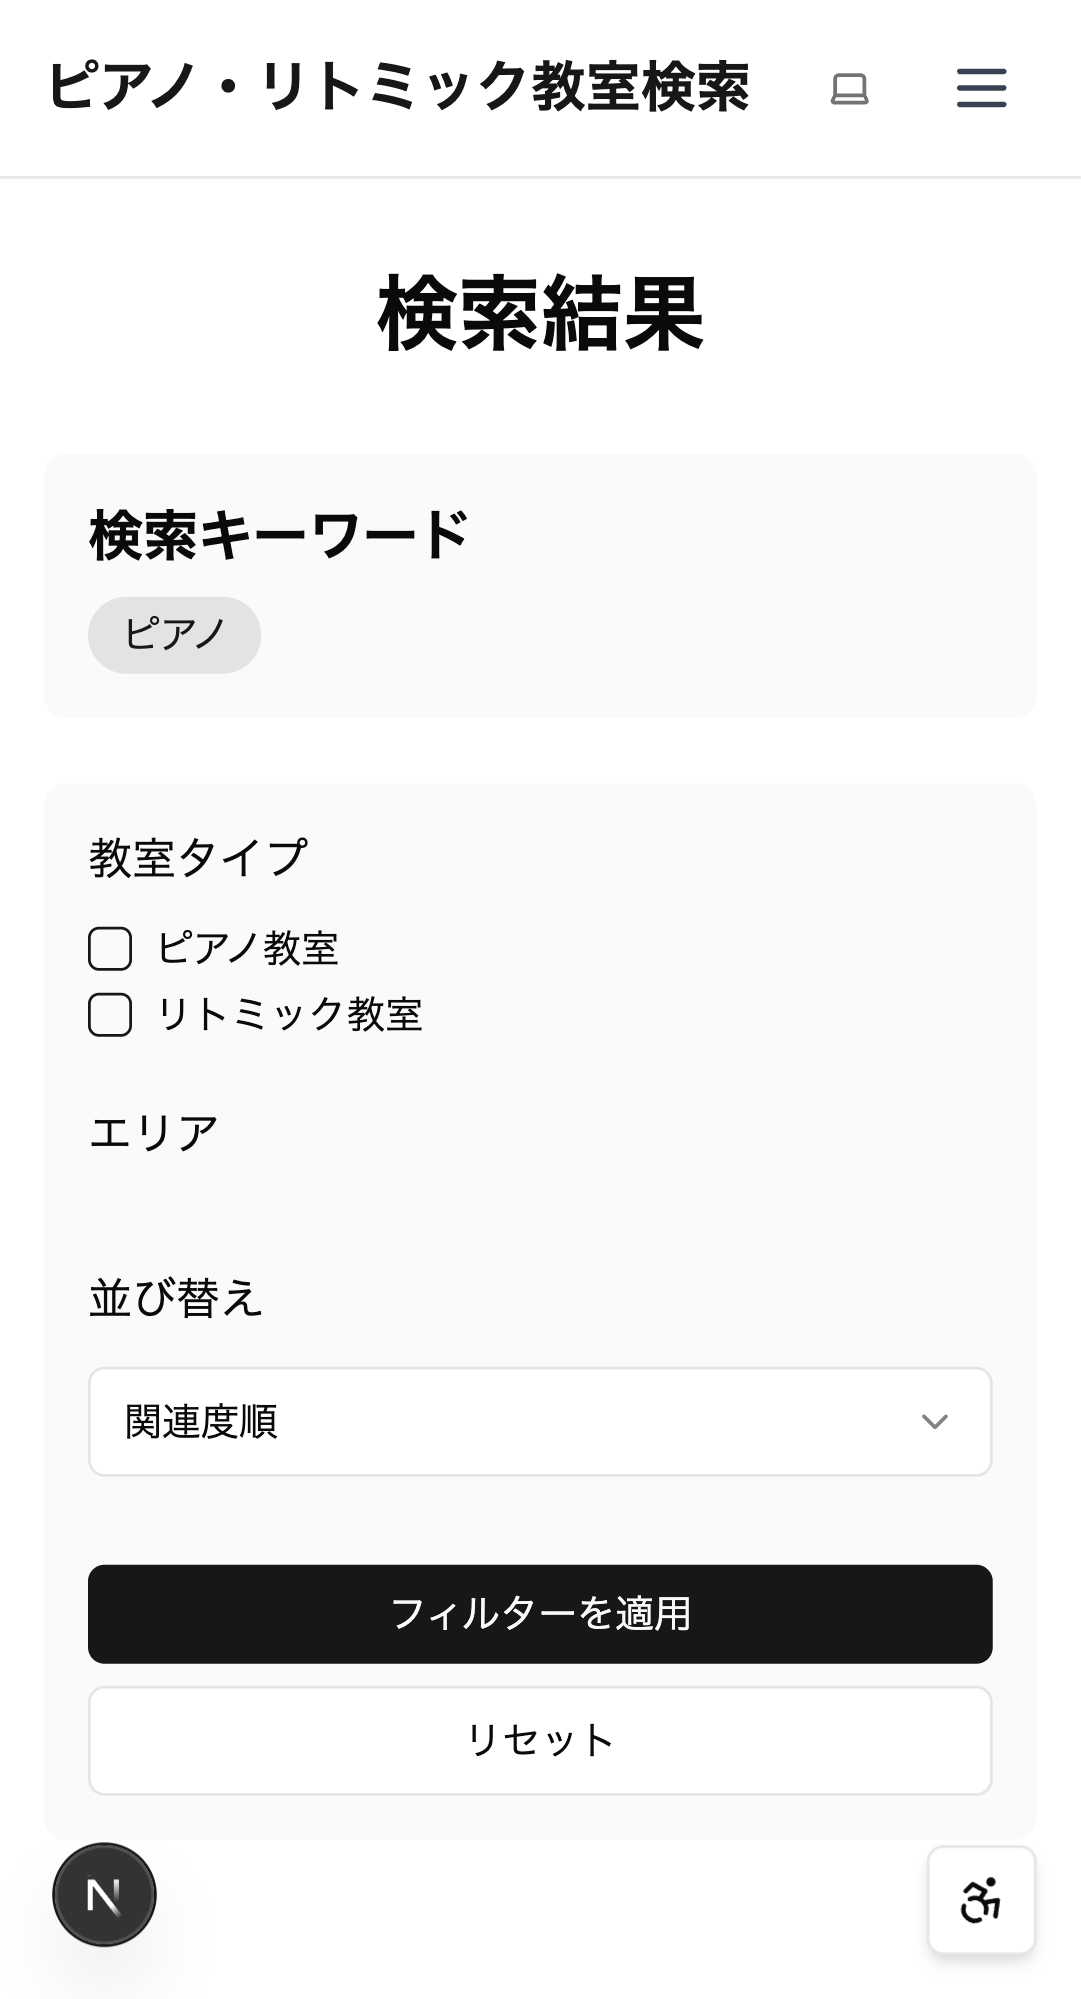 ピアノ・リトミック教室検索
検索結果
検索キーワード
ピアノ
教室タイプ
ピアノ教室
リトミック教室
エリア
並び替え
関連度順
フィルターを適用
リセット
N